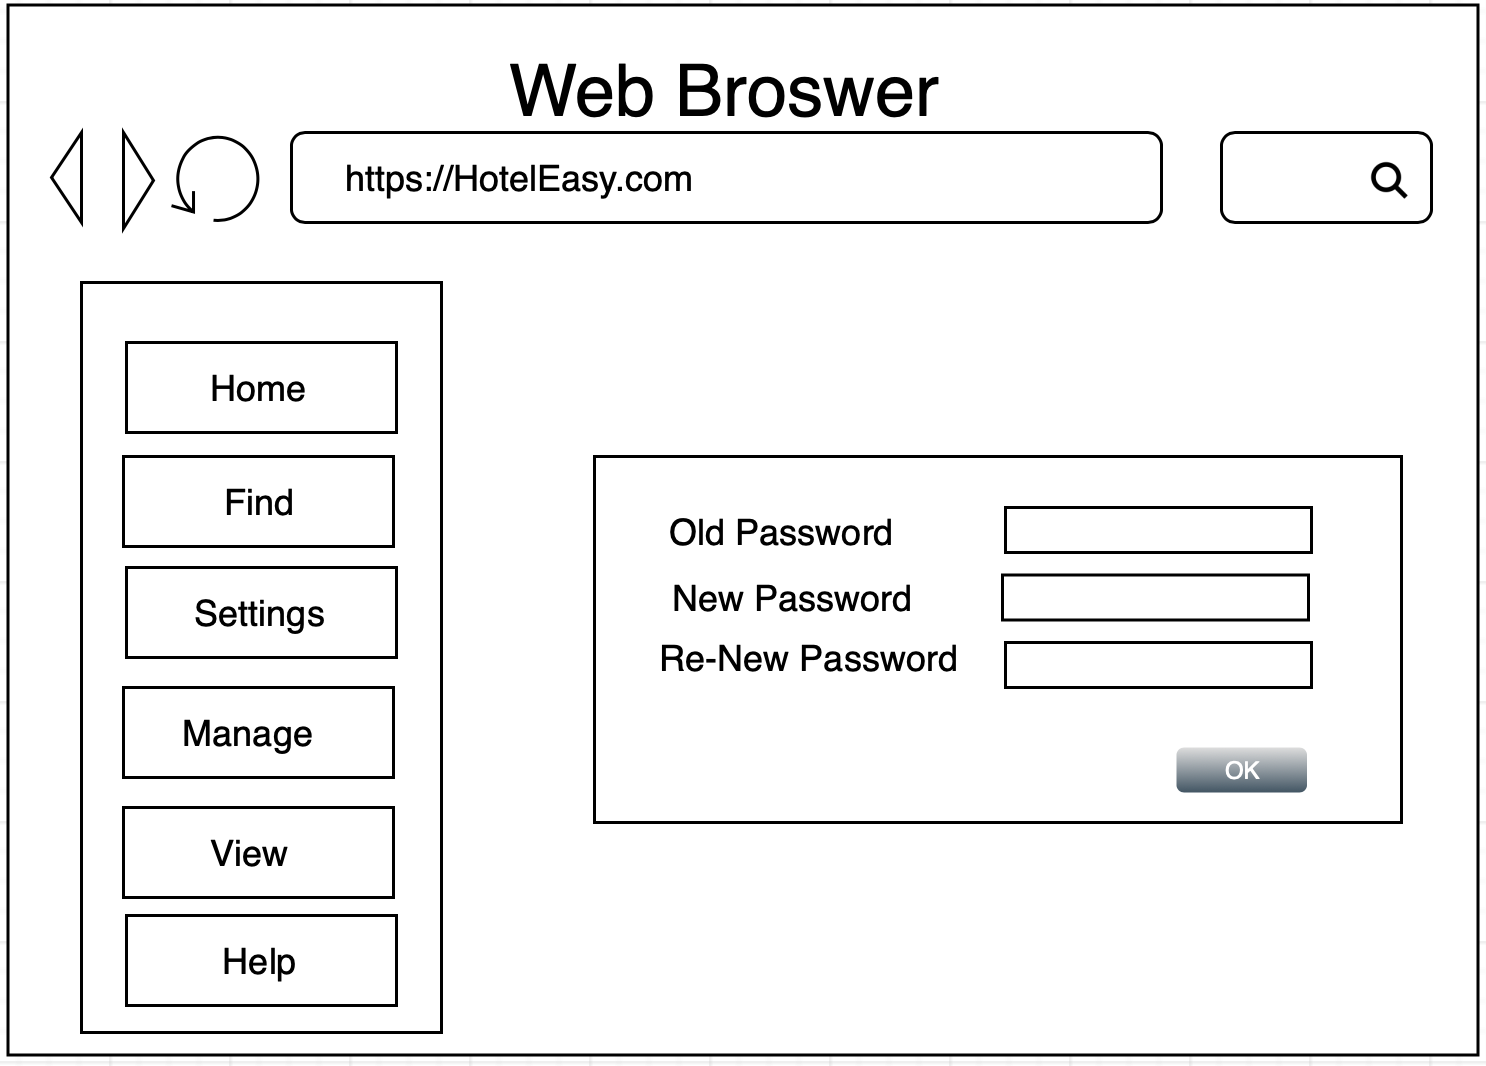 Web Broswer
https://HotelEasy.com
Home
Find
Settings
Manage
View
Help
Old Password
New Password
Re-New Password
OK